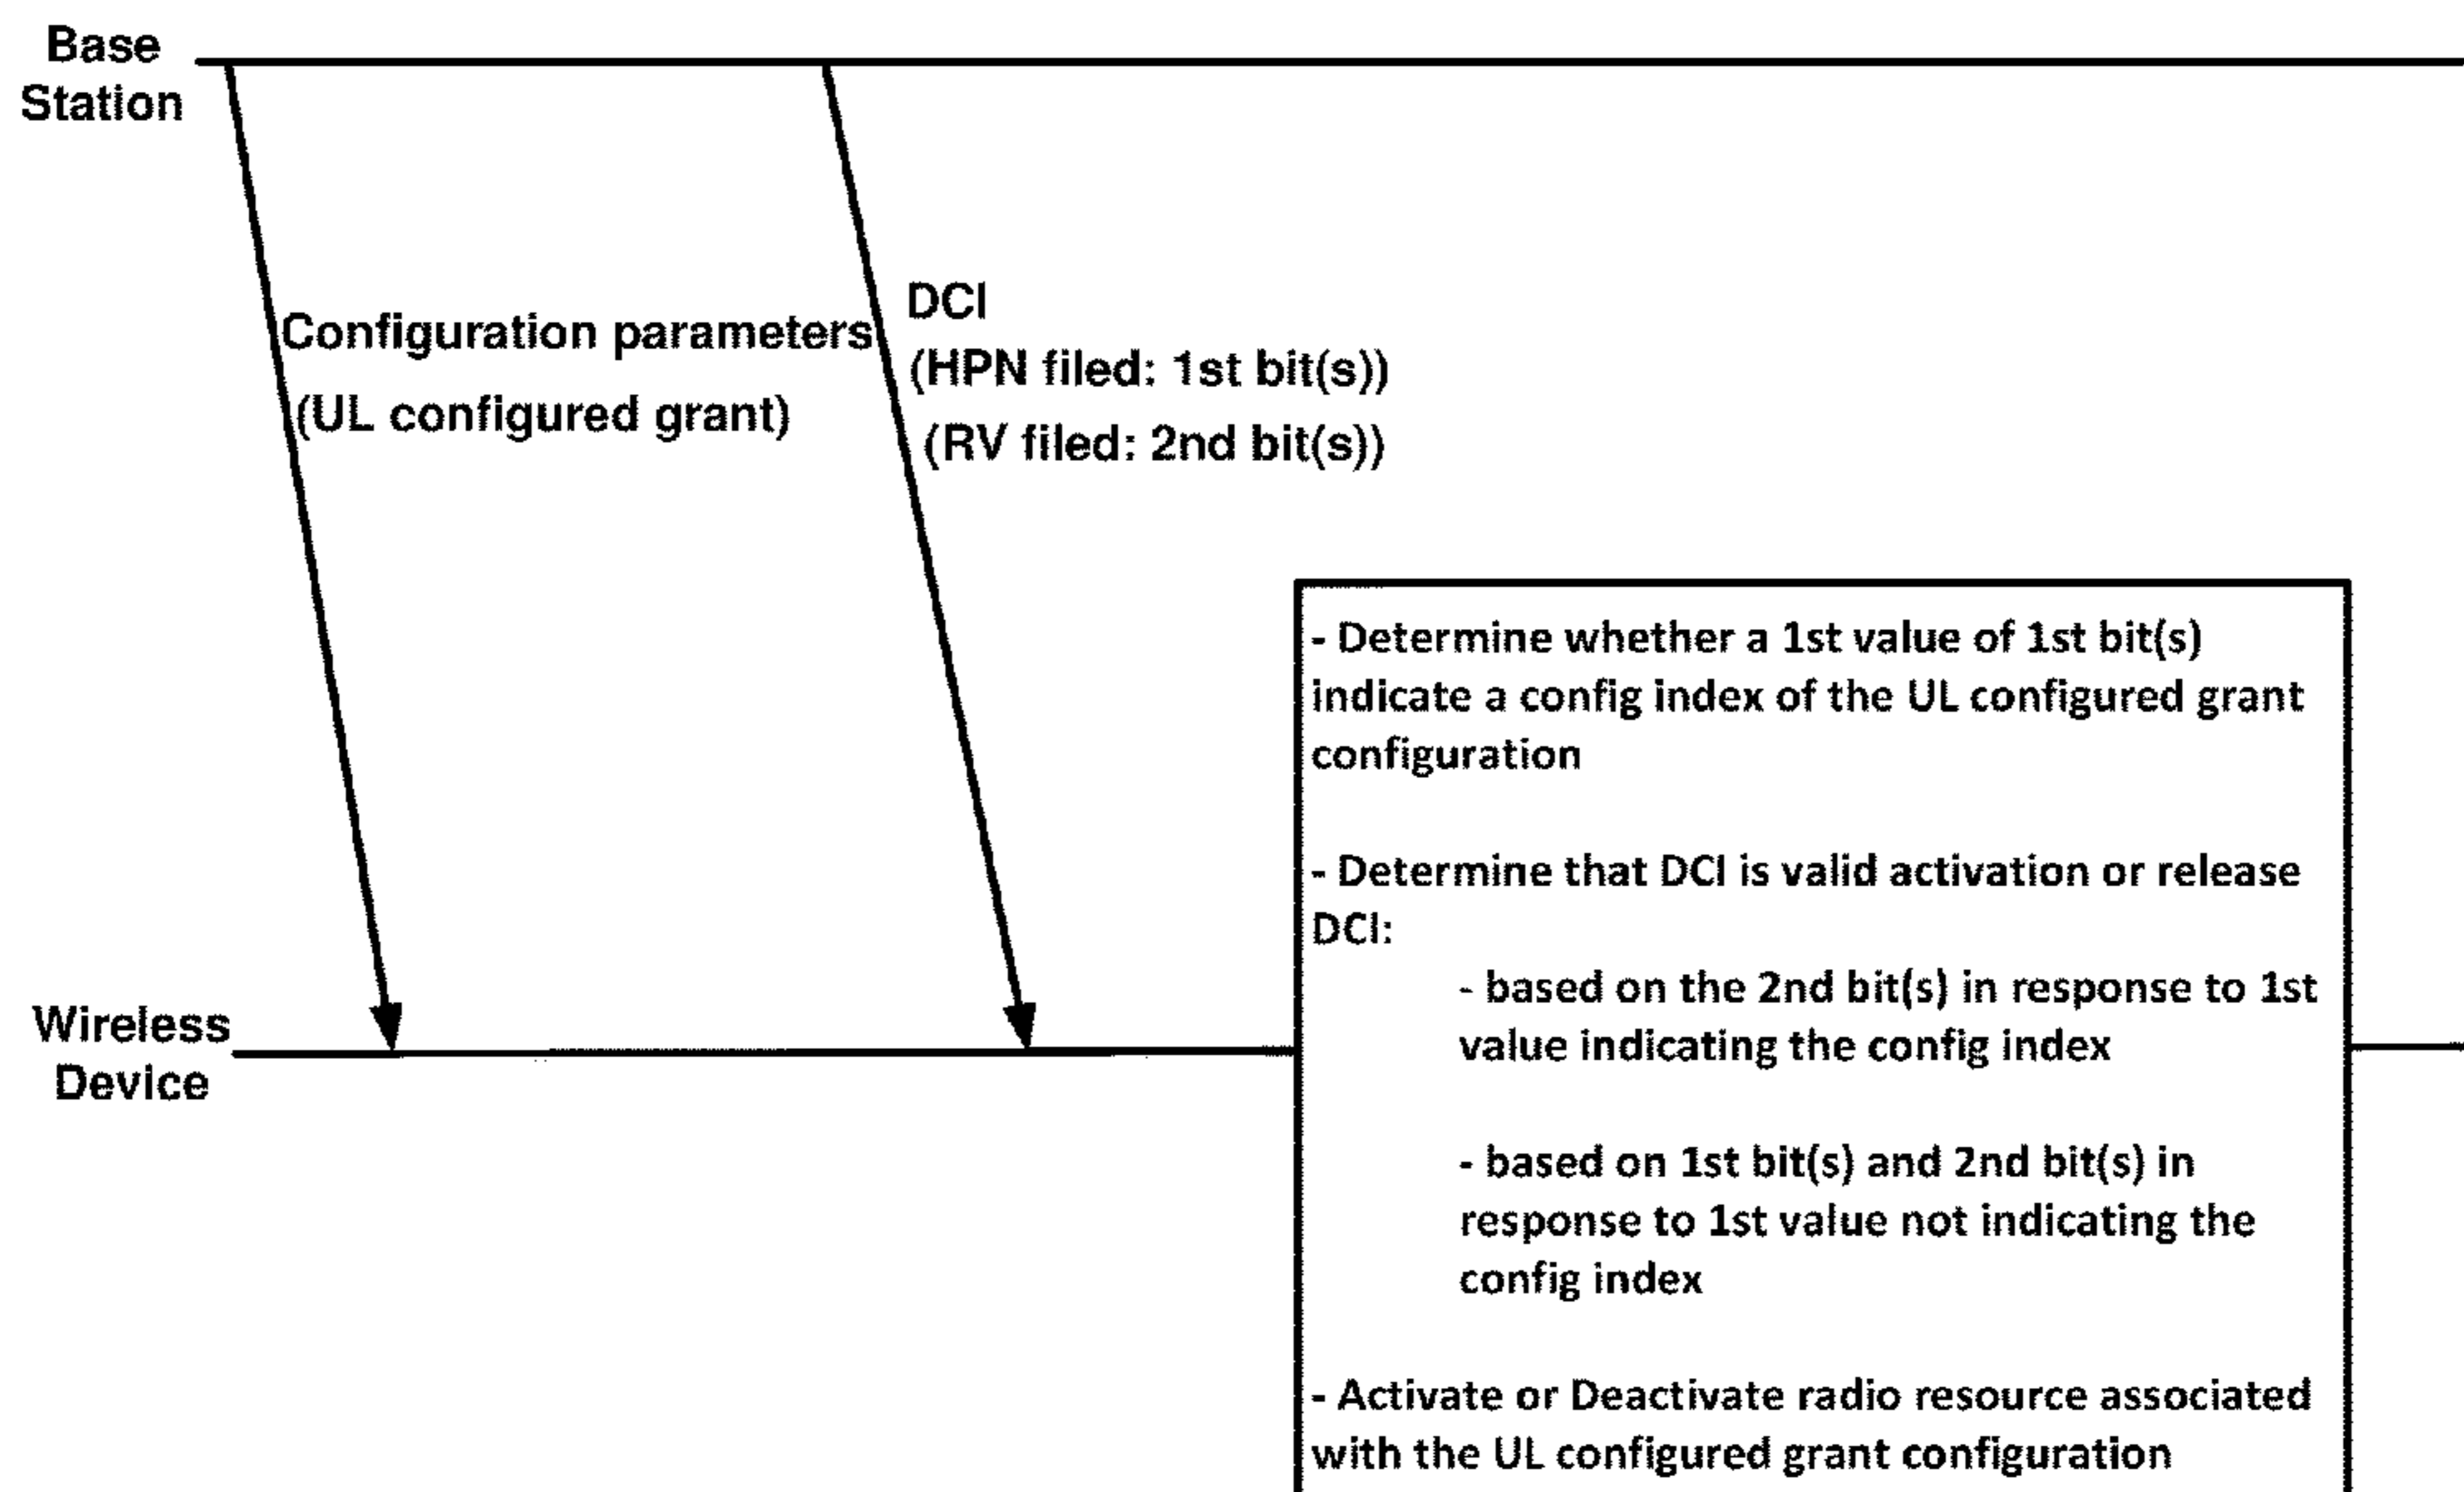 Base
Station
Configuration parameters
(UL configured grant)
DCI
(HPN filed: 1st bit(s))
(RV filed: 2nd bit(s))
- Determine whether a 1st value of 1st bit(s)
indicate a config index of the UL configured grant
configuration
- Determine that DCI is valid activation or release
DCI:
- based on the 2nd bit(s) in response to 1st
value indicating the config index
- based on 1st bit(s) and 2nd bit(s) in
response to 1st value not indicating the
config index
- Activate or Deactivate radio resource associated
with the UL configured grant configuration
Wireless
Device